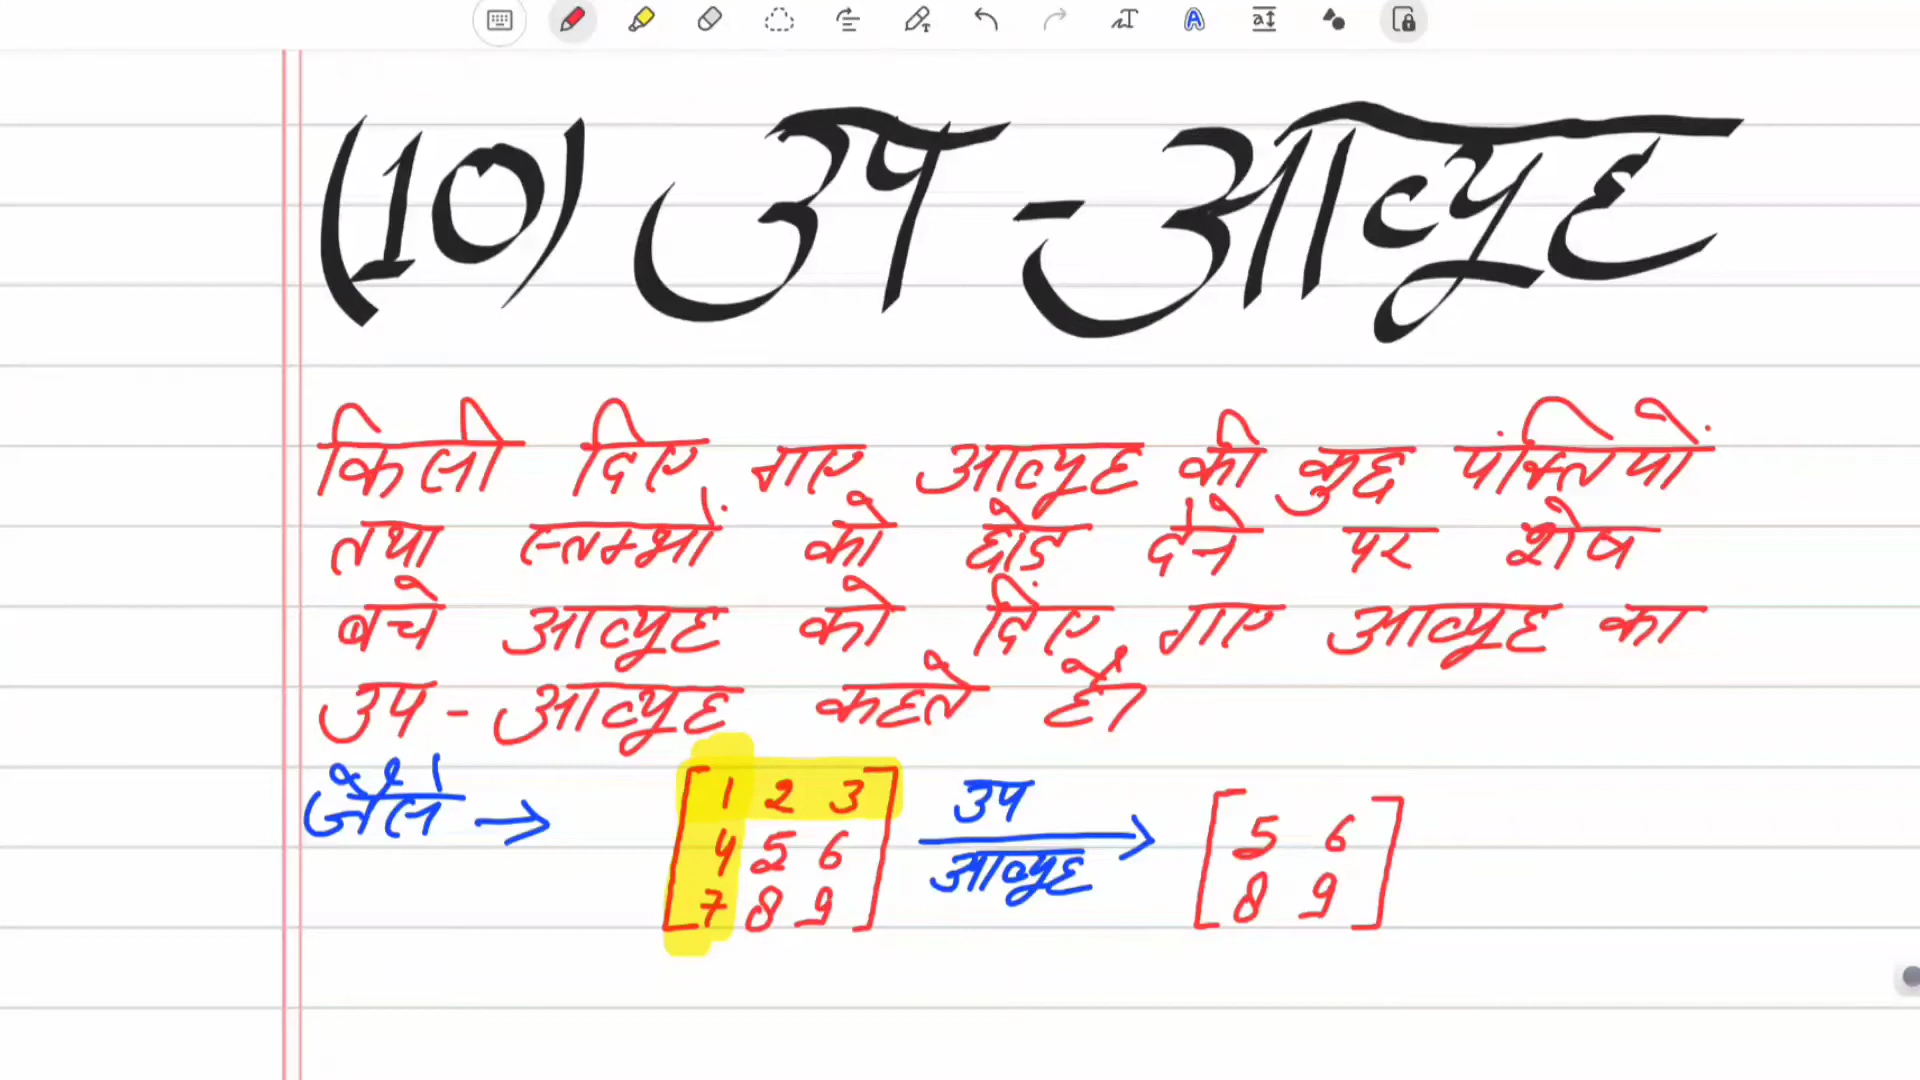 (10) उप-आव्यूह
किसी दिए गए आव्यूह की कुछ पंक्तियों
तथा स्तम्भों को छोड़ देने पर शेष
बचे आव्यूह को दिए गए आव्यूह का
उप-आव्यूह कहते हैं।
जैसे → [1 2 3 उप [5 6
4 5 6 आव्यूह → 8 9]
7 8 9]